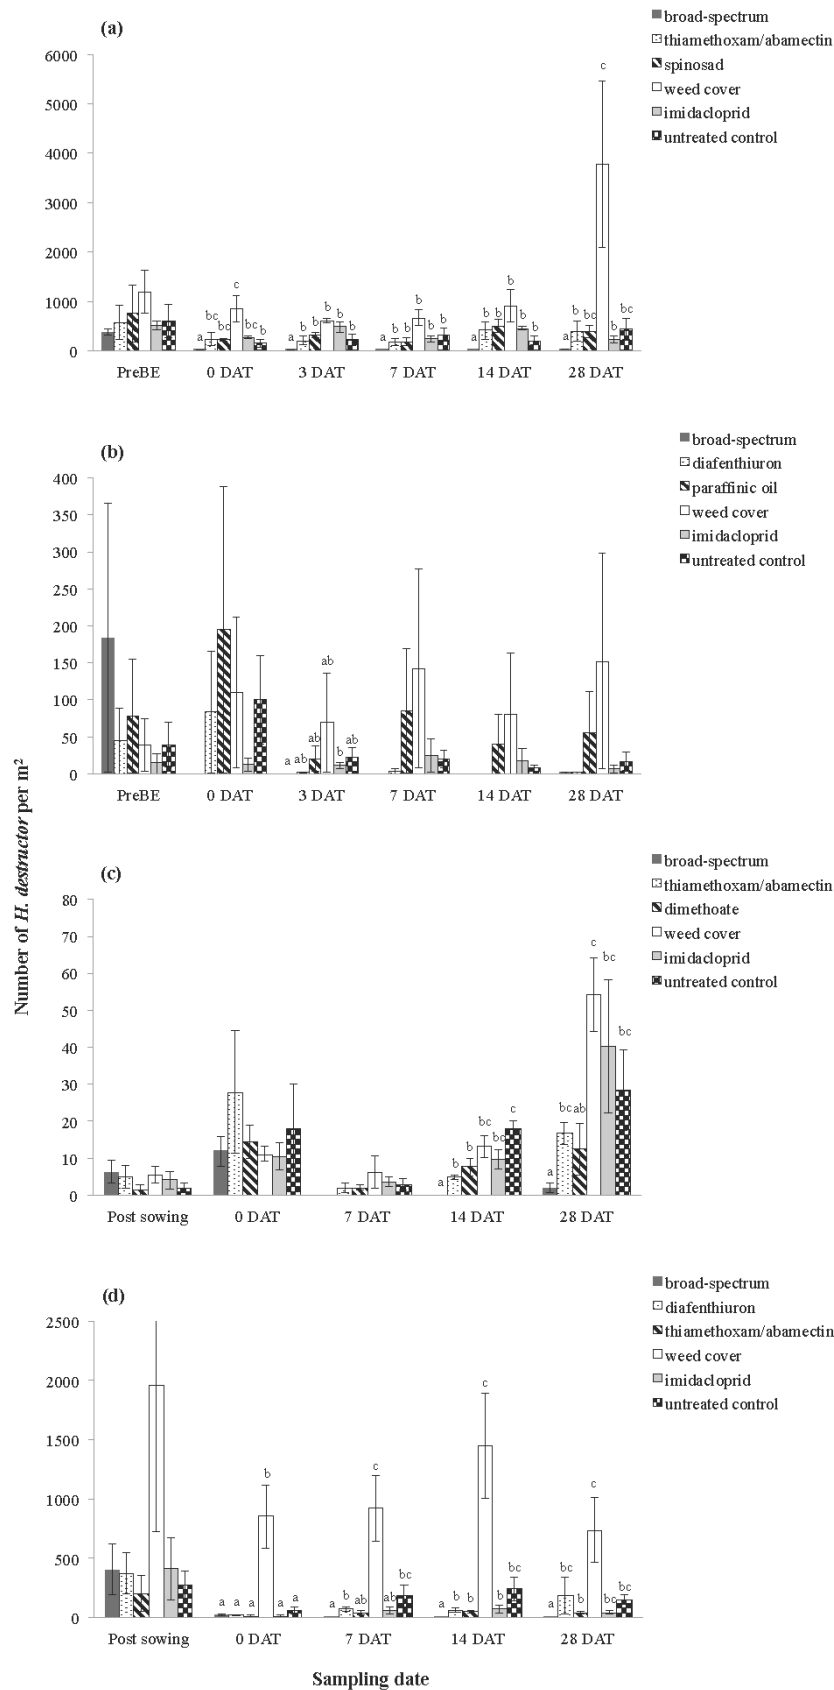 (a)
broad-spectrum
thiamethoxam/abamectin
spinosad
weed cover
imidacloprid
untreated control
6000
5000
4000
3000
2000
1000
0
a bc bc c bc b
a b b b b b
a b b b b b
a b b b b b
a b bc c b bc
PreBE 0 DAT 3 DAT 7 DAT 14 DAT 28 DAT
(b)
broad-spectrum
diafenthiuron
paraffinic oil
weed cover
imidacloprid
untreated control
400
350
300
250
200
150
100
50
0
a ab ab ab b ab
PreBE 0 DAT 3 DAT 7 DAT 14 DAT 28 DAT
Number of H. destructor per m²
(c)
broad-spectrum
thiamethoxam/abamectin
dimethoate
weed cover
imidacloprid
untreated control
80
70
60
50
40
30
20
10
0
a b b bc bc c
a bc ab c bc bc
Post sowing 0 DAT 7 DAT 14 DAT 28 DAT
(d)
broad-spectrum
diafenthiuron
thiamethoxam/abamectin
weed cover
imidacloprid
untreated control
2500
2000
1500
1000
500
0
a a a b a a
a b ab c ab bc
a b b c b bc
a bc b c bc bc
Post sowing 0 DAT 7 DAT 14 DAT 28 DAT
Sampling date